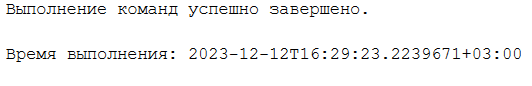 Выполнение команд успешно завершено.
Время выполнения: 2023-12-12T16:29:23.2239671+03:00